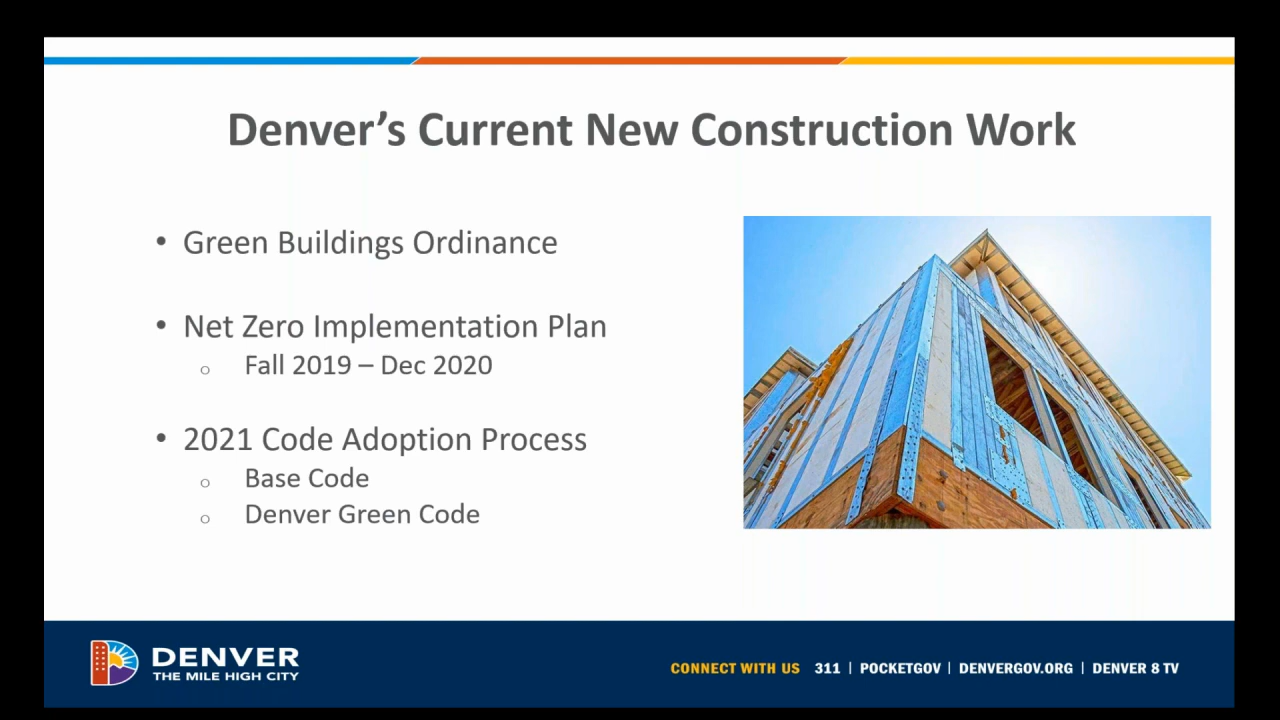 Denver’s Current New Construction Work
• Green Buildings Ordinance
• Net Zero Implementation Plan
o Fall 2019 – Dec 2020
• 2021 Code Adoption Process
o Base Code
o Denver Green Code
DENVER
THE MILE HIGH CITY
CONNECT WITH US 311 | POCKETGOV | DENVERGOV.ORG | DENVER 8 TV